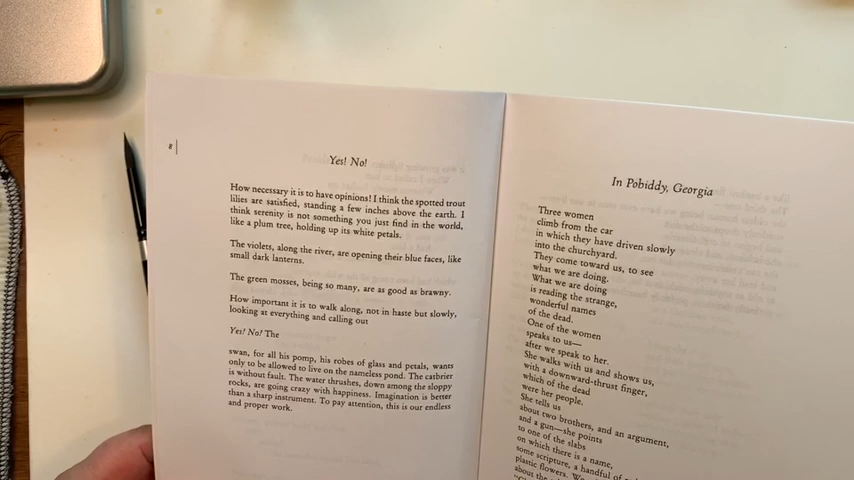 8
Yes! No!
How necessary it is to have opinions! I think the spotted trout
lilies are satisfied, standing a few inches above the earth. I
think serenity is not something you just find in the world,
like a plum tree, holding up its white petals.
The violets, along the river, are opening their blue faces, like
small dark lanterns.
The green mosses, being so many, are as good as brawny.
How important it is to walk along, not in haste but slowly,
looking at everything and calling out
Yes! No! The
swan, for all his pomp, his robes of glass and petals, wants
only to be allowed to live on the nameless pond. The catbrier
is without fault. The water thrushes, down among the sloppy
rocks, are going crazy with happiness. Imagination is better
than a sharp instrument. To pay attention, this is our endless
and proper work.
In Pobiddy, Georgia
Three women
climb from the car
in which they have driven slowly
into the churchyard.
They come toward us, to see
what we are doing.
What we are doing
is reading the strange,
wonderful names
of the dead.
One of the women
speaks to us—
after we speak to her.
She walks with us and shows us,
with a downward-thrust finger,
which of the dead
were her people.
She tells us
about two brothers, and an argument,
and a gun—she points
to one of the slabs
on which there is a name,
some scripture, a handful of
plastic flowers.
about the